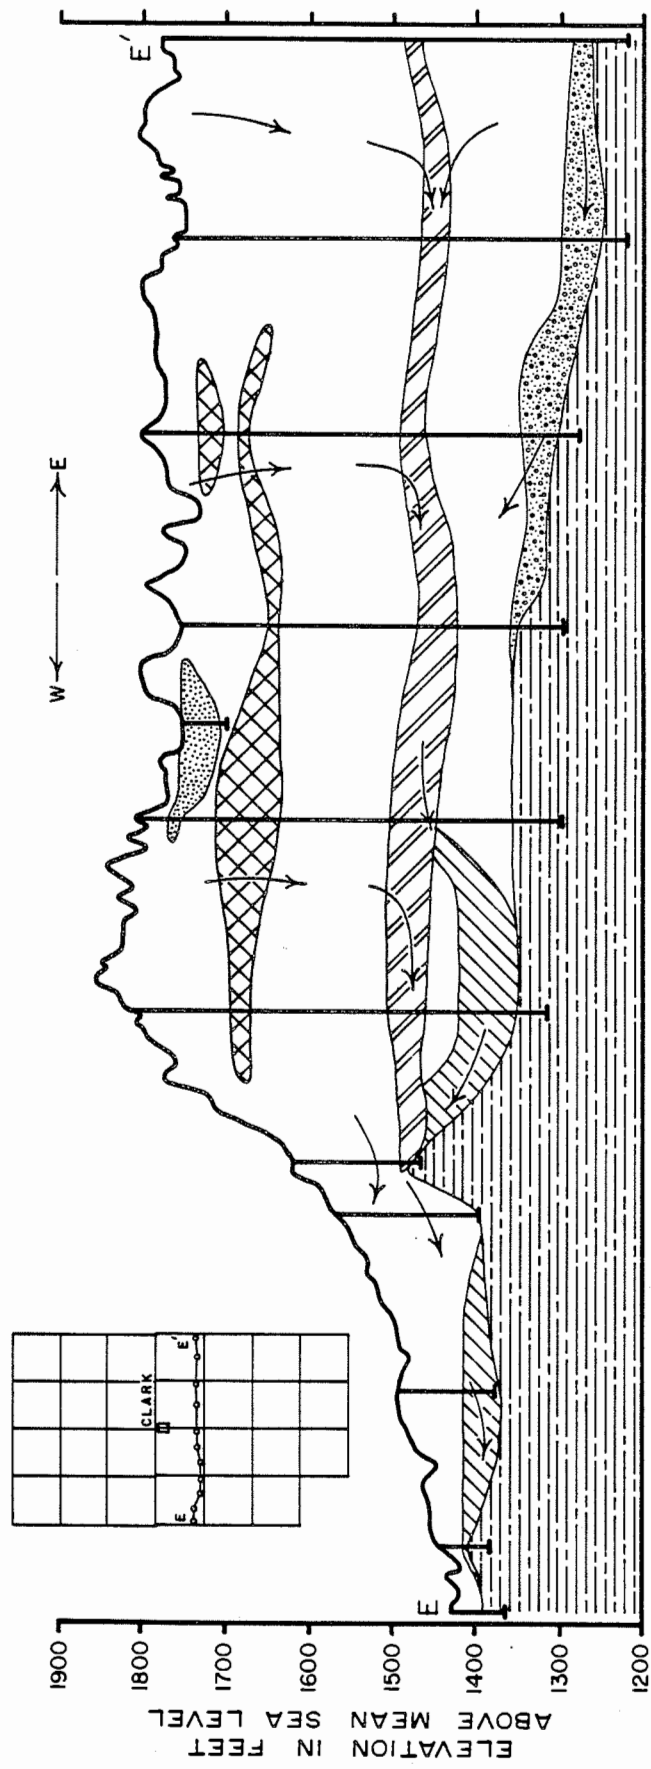 W E
E E'
1900
1800
1700
1600
1500
1400
1300
1200
ELEVATION IN FEET
ABOVE MEAN SEA LEVEL
CLARK
E E'